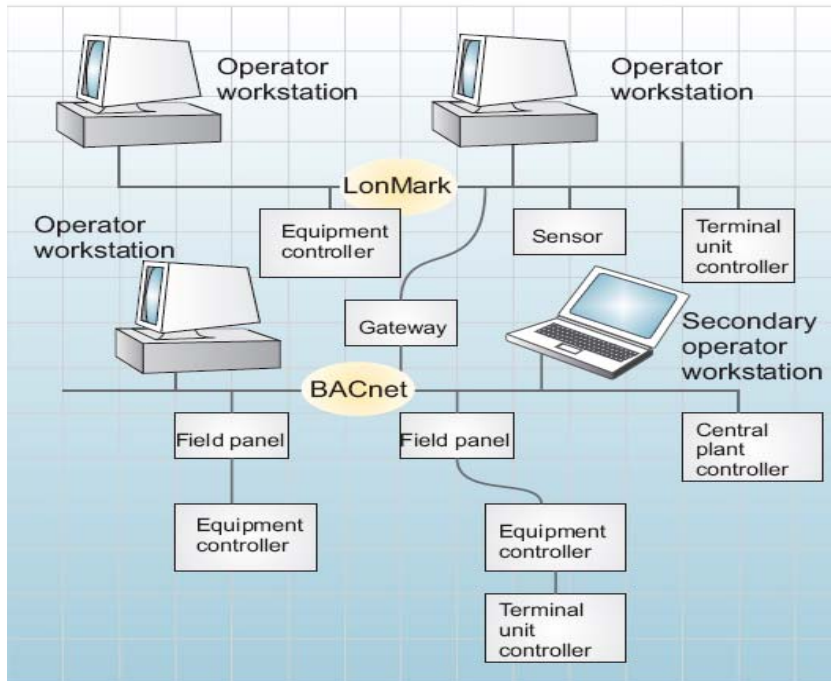 Operator
workstation
Operator
workstation
LonMark
Equipment
controller
Sensor
Terminal
unit
controller
Operator
workstation
Gateway
Secondary
operator
workstation
BACnet
Field panel
Field panel
Central
plant
controller
Equipment
controller
Equipment
controller
Terminal
unit
controller